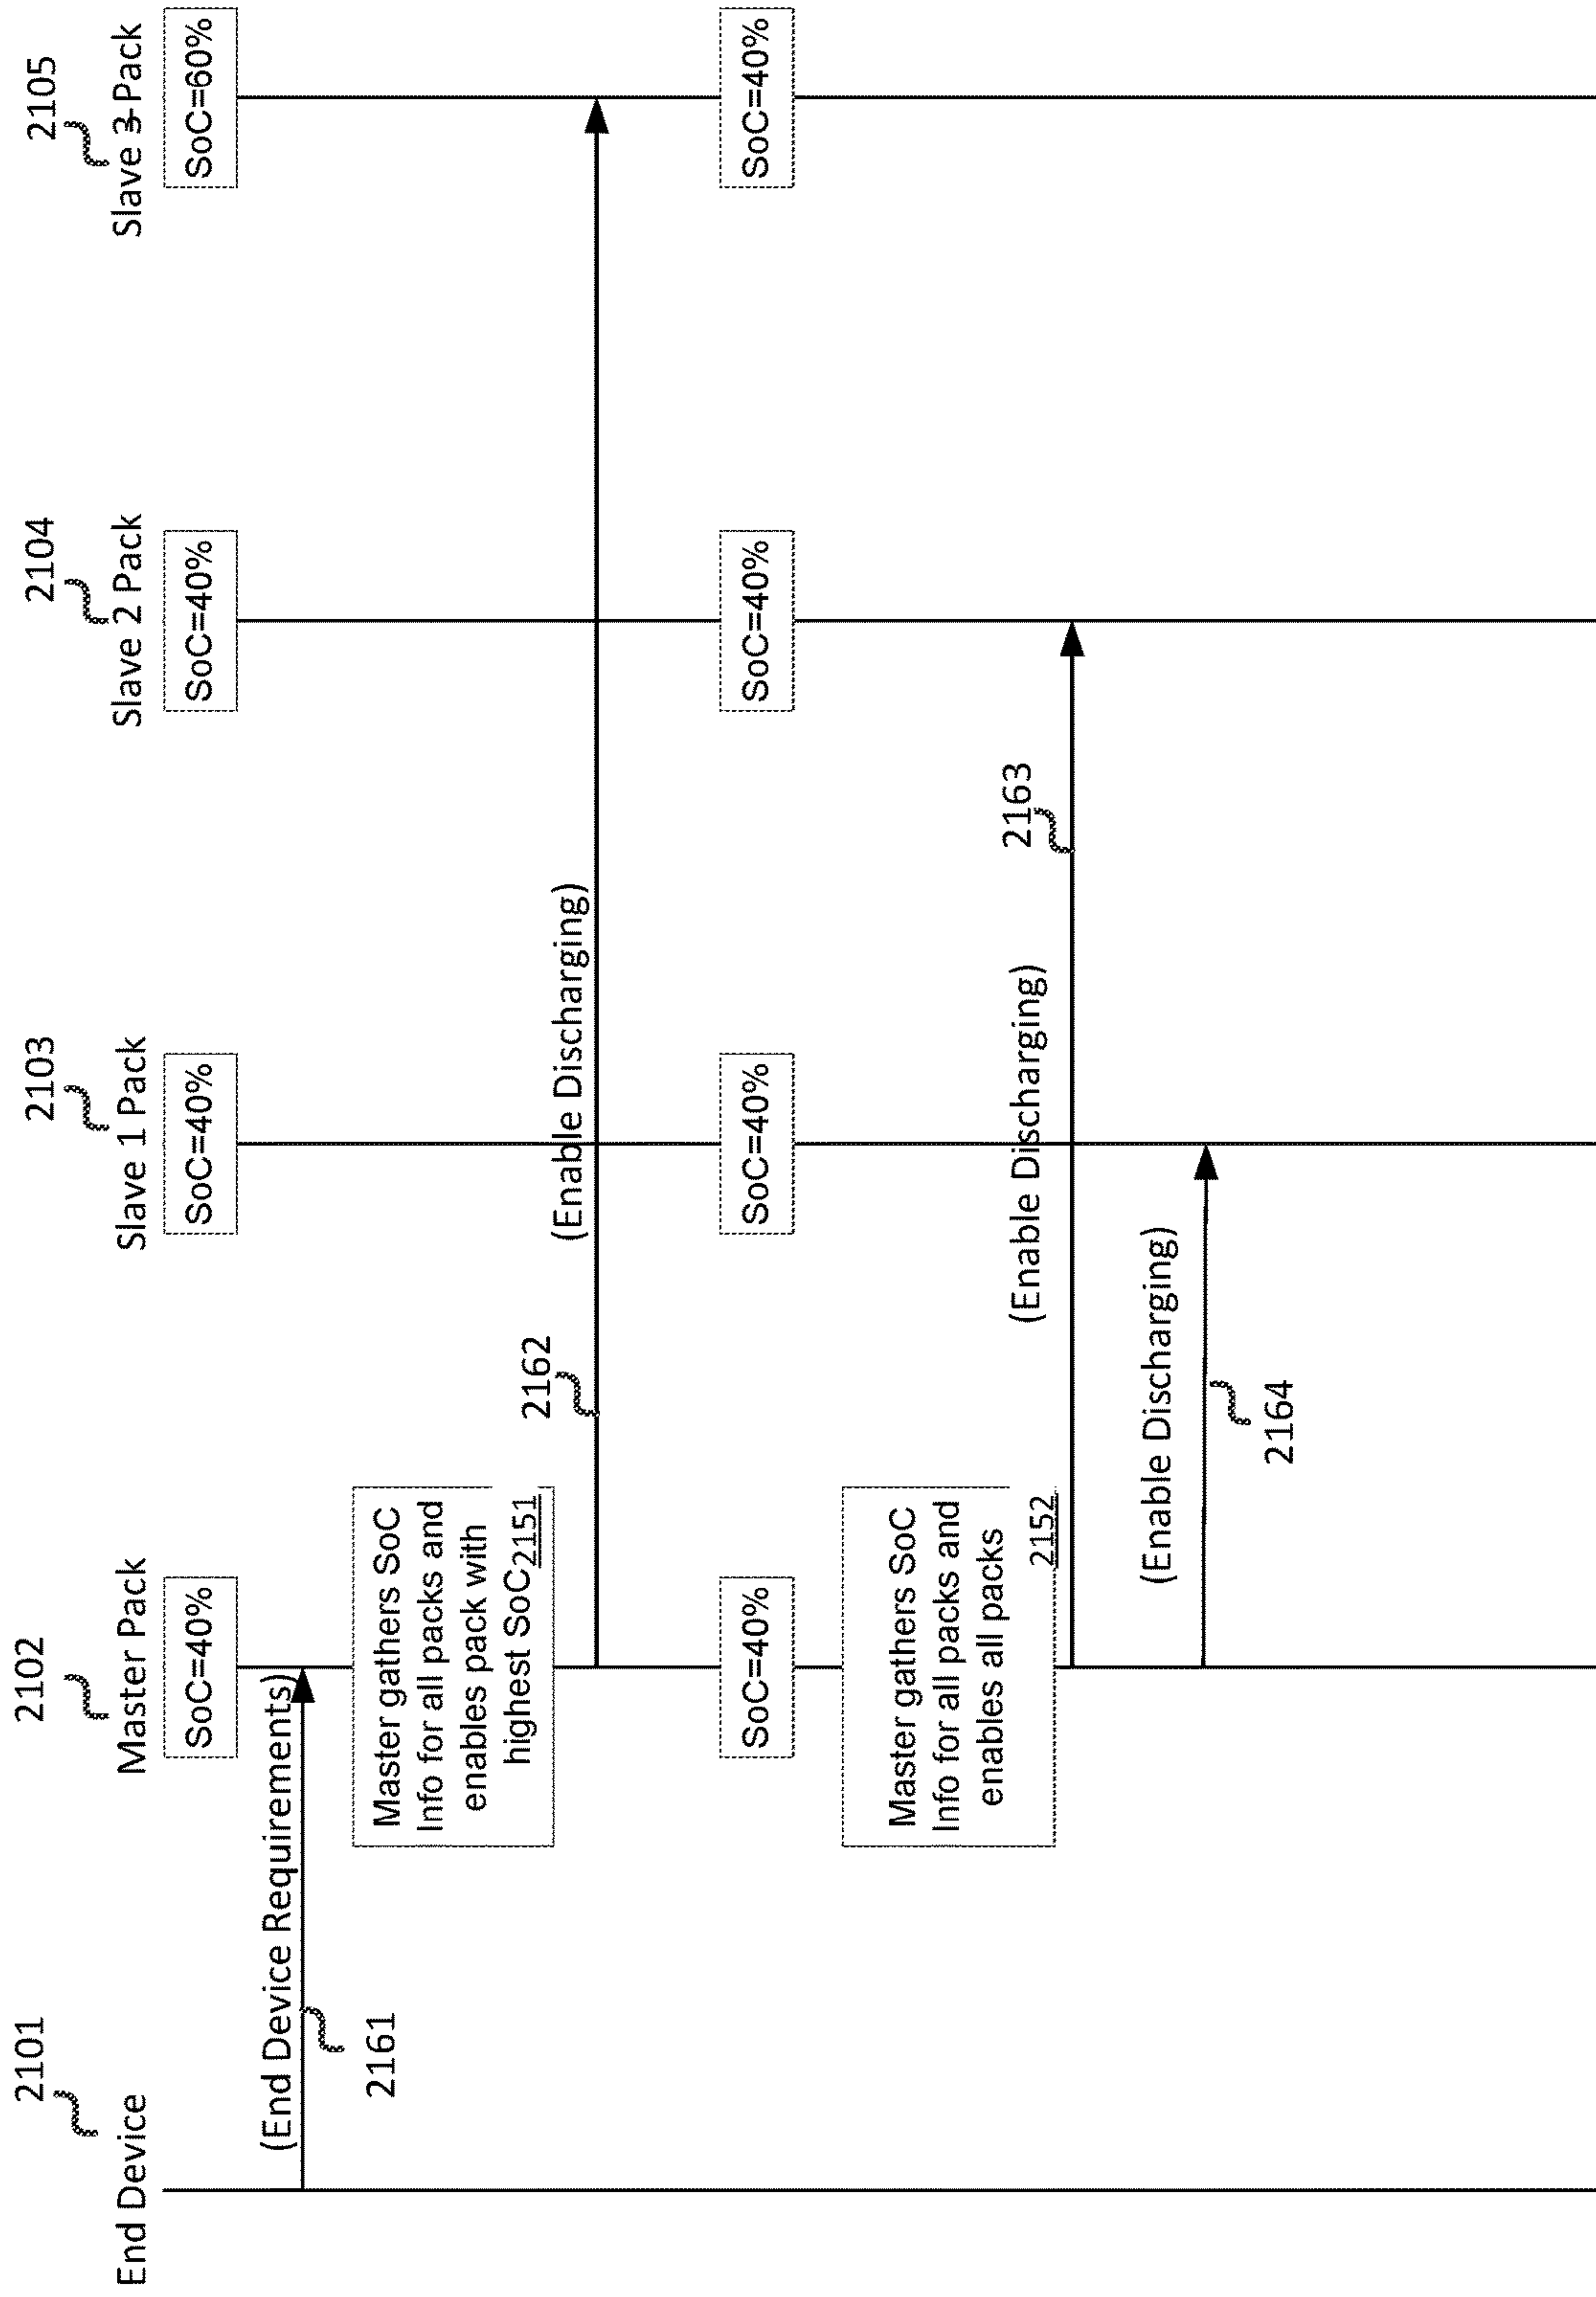 2101
2102
2103
2104
2105
End Device
Master Pack
Slave 1 Pack
Slave 2 Pack
Slave 3 Pack
SoC=40%
SoC=40%
SoC=40%
SoC=60%
(End Device Requirements)
2161
Master gathers SoC
Info for all packs and
enables pack with
highest SoC 2151
2162
(Enable Discharging)
SoC=40%
SoC=40%
SoC=40%
SoC=40%
Master gathers SoC
Info for all packs and
enables all packs
2152
(Enable Discharging)
2163
(Enable Discharging)
2164